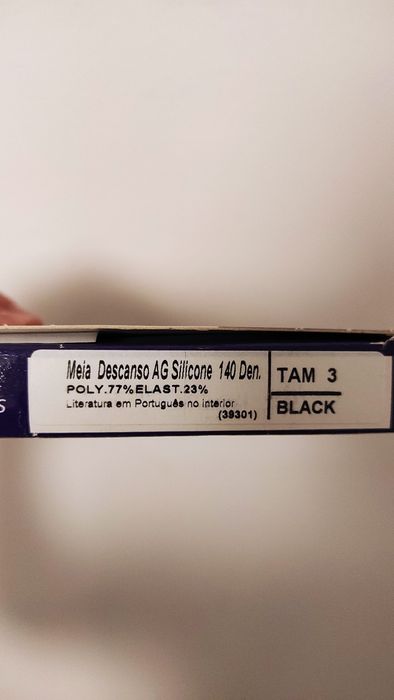 S
Meia Descanso AG Silicone 140 Den.
POLY.77%ELAST.23%
Literatura em Português no interior
(39301)
TAM 3
BLACK